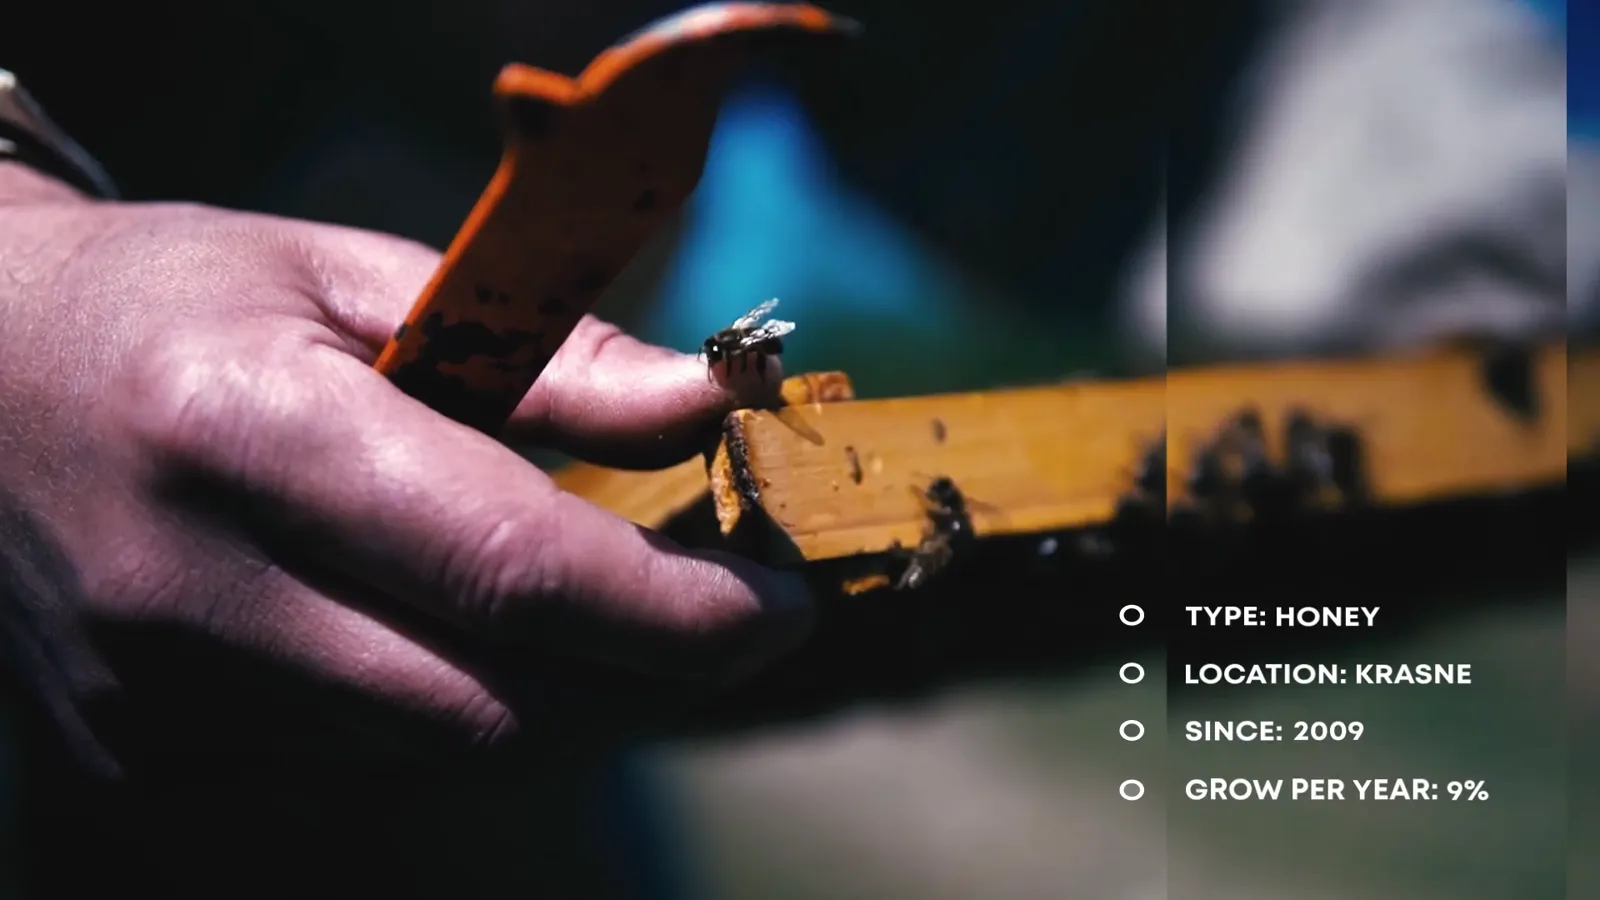 TYPE: HONEY
LOCATION: KRASNE
SINCE: 2009
GROW PER YEAR: 9%